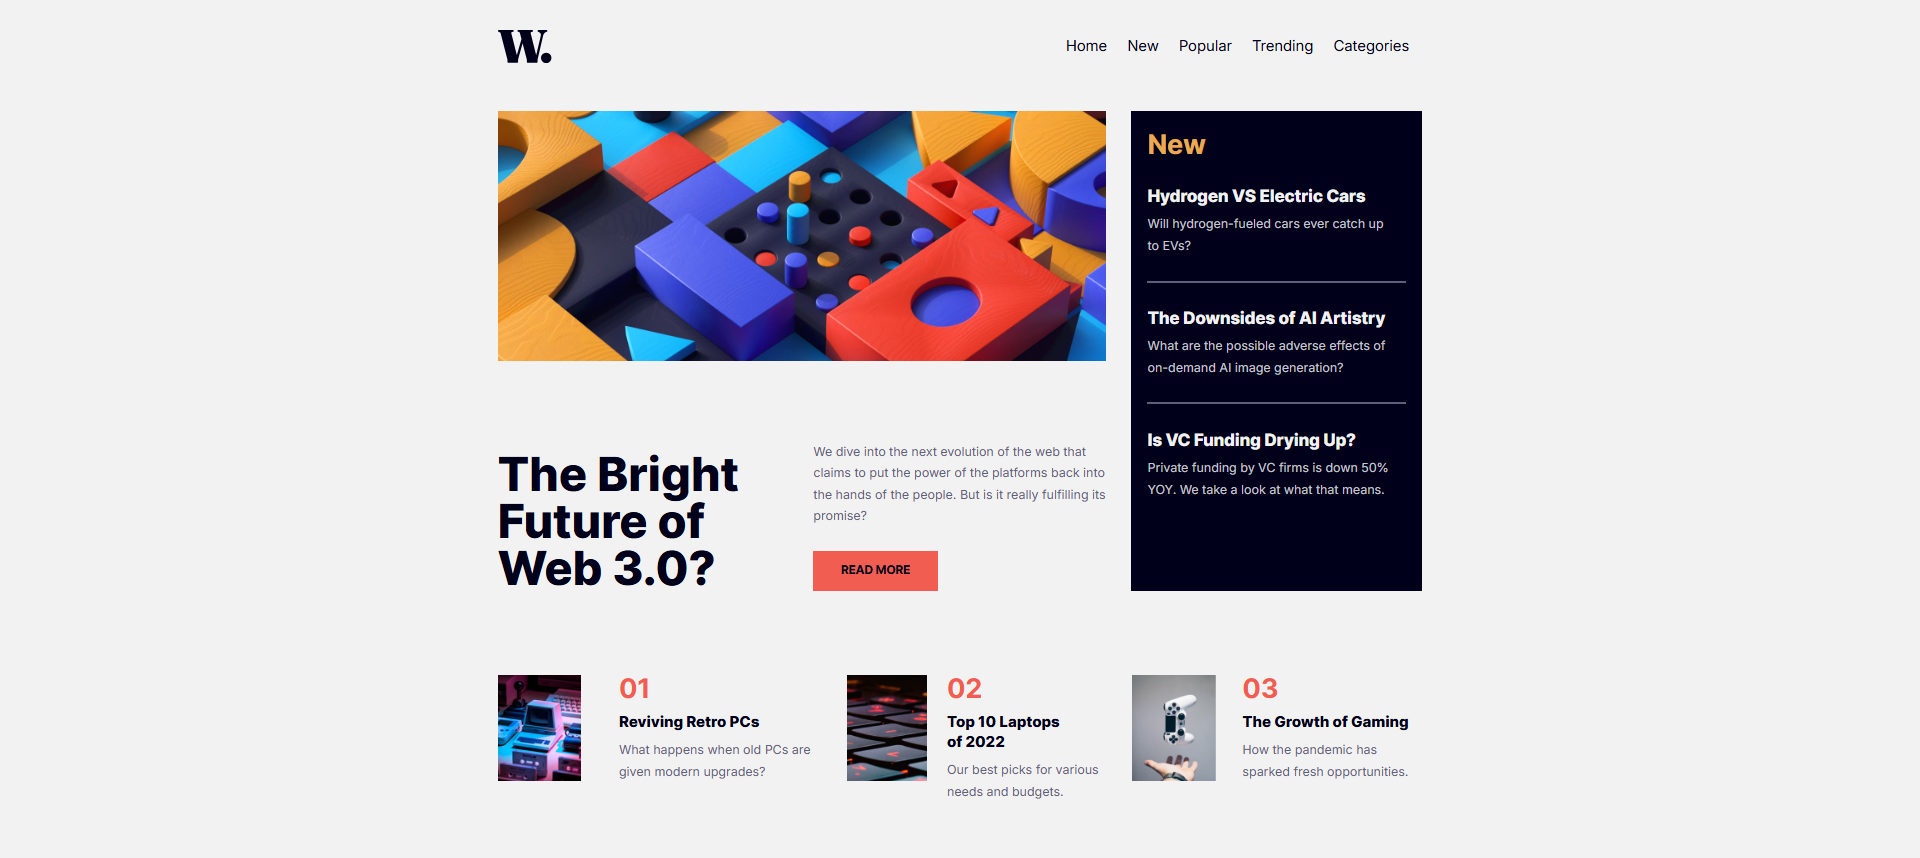 W.
Home New Popular Trending Categories
The Bright
Future of
Web 3.0?
We dive into the next evolution of the web that
claims to put the power of the platforms back into
the hands of the people. But is it really fulfilling its
promise?
READ MORE
New
Hydrogen VS Electric Cars
Will hydrogen-fueled cars ever catch up
to EVs?
The Downsides of AI Artistry
What are the possible adverse effects of
on-demand AI image generation?
Is VC Funding Drying Up?
Private funding by VC firms is down 50%
YOY. We take a look at what that means.
01
Reviving Retro PCs
What happens when old PCs are
given modern upgrades?
02
Top 10 Laptops
of 2022
Our best picks for various
needs and budgets.
03
The Growth of Gaming
How the pandemic has
sparked fresh opportunities.